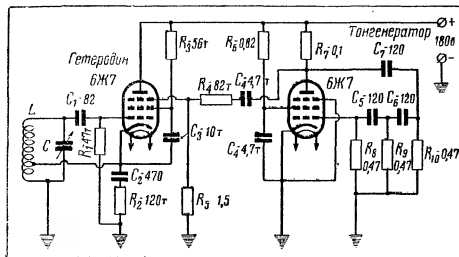 Гетеродин
6Ж7
Тонгенератор
180в
+
-
R₃-56т
R₆-0,82
R₇-0,1
C₇-120
6Ж7
L
C₁-82
C
R₁-47т
R₄-82т
C₄-4,7т
C₃-10т
C₄-4,7т
C₅-120
C₆-120
C₂-470
R₂-120т
R₅ 1,5
R₈ 0,47
R₉ 0,47
R₁₀-0,47